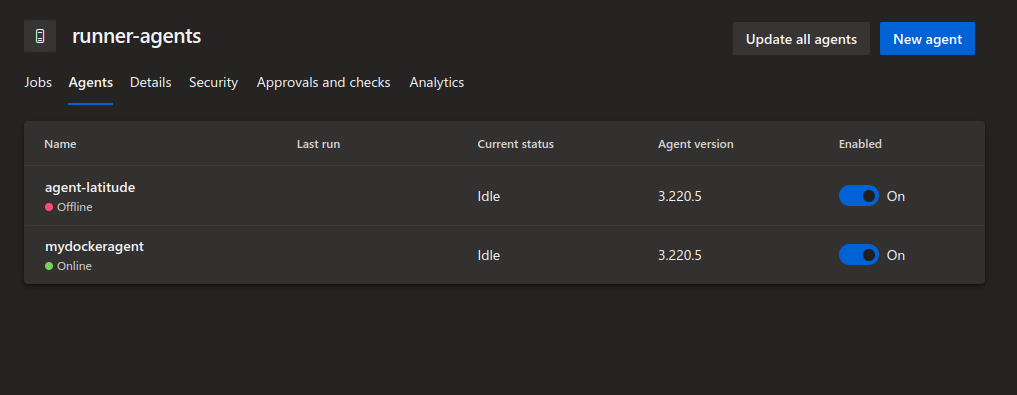 runner-agents
Update all agents
New agent
Jobs Agents Details Security Approvals and checks Analytics
Name Last run Current status Agent version Enabled
agent-latitude
Offline
Idle 3.220.5 On
mydockeragent
Online
Idle 3.220.5 On